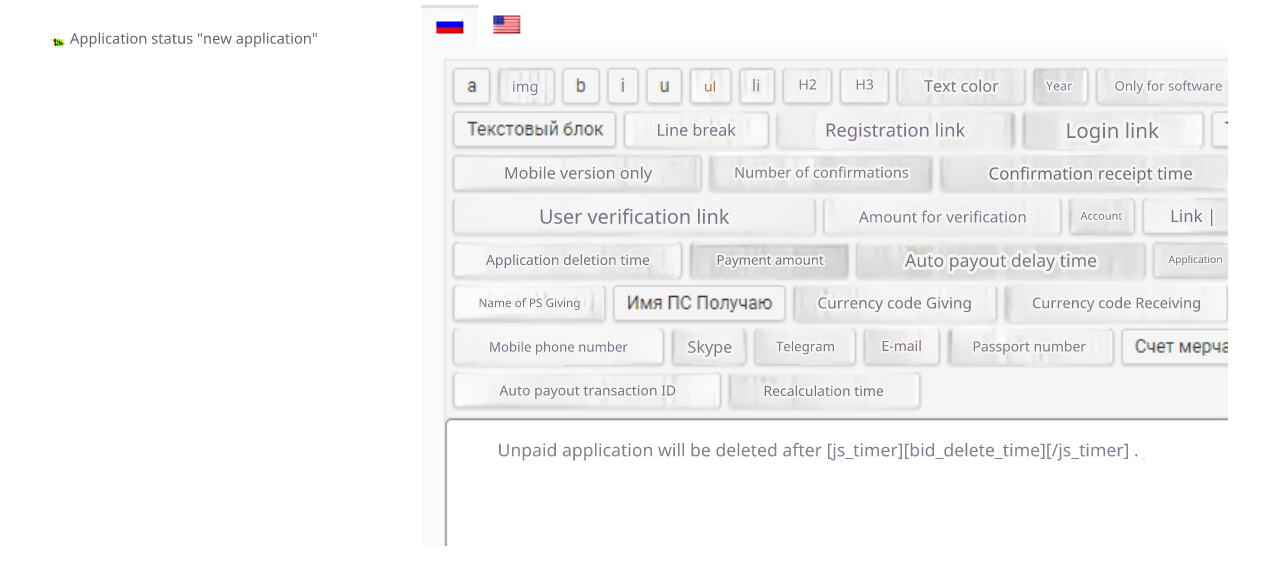 Application status "new application"
a img b i u ul li H2 H3 Text color Year Only for software
Текстовый блок Line break Registration link Login link
Mobile version only Number of confirmations Confirmation receipt time
User verification link Amount for verification Account Link |
Application deletion time Payment amount Auto payout delay time Application
Name of PS Giving Имя ПС Получаю Currency code Giving Currency code Receiving
Mobile phone number Skype Telegram E-mail Passport number Счет мерча
Auto payout transaction ID Recalculation time
Unpaid application will be deleted after [js_timer][bid_delete_time][/js_timer] .